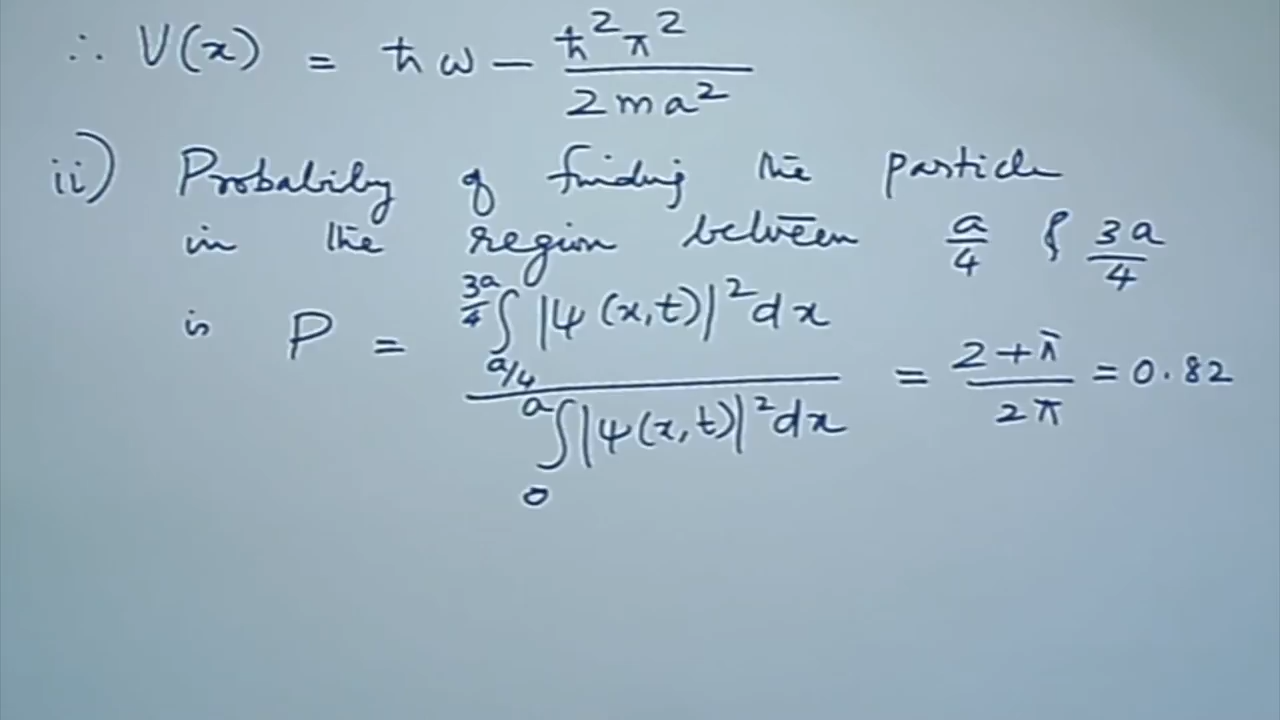 ∴ V(x) = ħω − ħ²π² / 2ma²
ii) Probability of finding the particle
in the region between a/4 & 3a/4
is P = ∫_{a/4}^{3a/4} |ψ(x,t)|² dx / ∫_0^a |ψ(x,t)|² dx = 2+π / 2π = 0.82